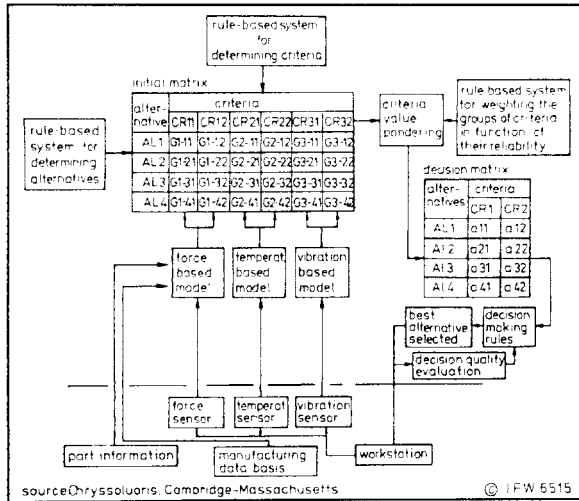 rule-based system
for
determining criteria
initial matrix
alter-
native
criteria
CR11 CR12 CR21 CR22 CR31 CR32
AL1 G1-11 G1-12 G2-11 G2-12 G3-11 G3-12
AL2 G1-21 G1-22 G2-21 G2-22 G3-21 G3-22
AL3 G1-31 G1-32 G2-31 G2-32 G3-31 G3-32
AL4 G1-41 G1-42 G2-41 G2-42 G3-41 G3-42
rule-based
system for
determining
alternatives
criteria
value
pondering
rule based system
for weighting the
groups of criteria
in function of
their reliability
decision matrix
alter-
natives
criteria
CR1 CR2
AL1 a11 a12
AL2 a21 a22
AL3 a31 a32
AL4 a41 a42
force
based
model
temperat
based
model
vibration
based
model
best
alternative
selected
decision
making
rules
decision quality
evaluation
force
sensor
temperat
sensor
vibration
sensor
part information
manufacturing
data basis
workstation
source:Chryssoluoris, Cambridge-Massachusetts
© IFW 6515